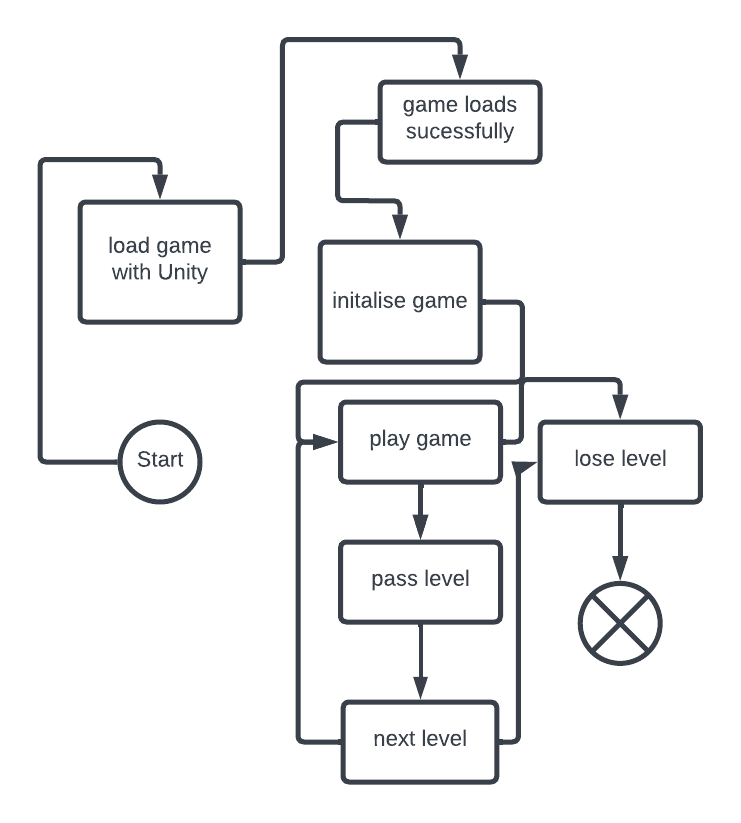 game loads
sucessfully
load game
with Unity
initalise game
play game
Start
lose level
pass level
next level